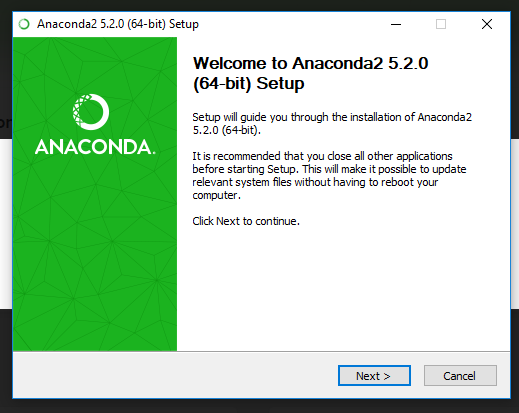 Anaconda2 5.2.0 (64-bit) Setup
ANACONDA.
Welcome to Anaconda2 5.2.0
(64-bit) Setup
Setup will guide you through the installation of Anaconda2
5.2.0 (64-bit).
It is recommended that you close all other applications
before starting Setup. This will make it possible to update
relevant system files without having to reboot your
computer.
Click Next to continue.
Next >
Cancel